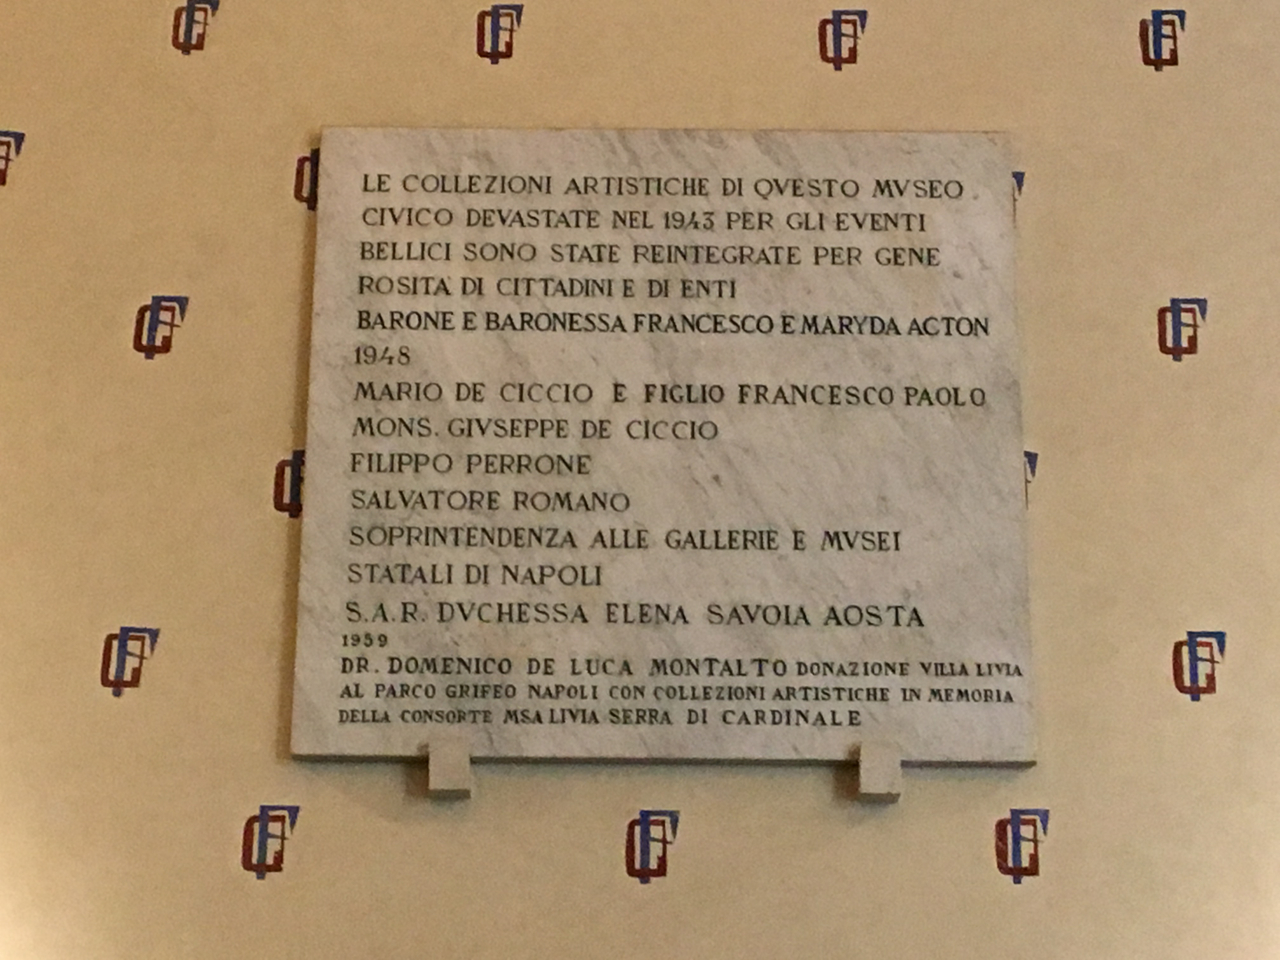 LE COLLEZIONI ARTISTICHE DI QVESTO MVSEO
CIVICO DEVASTATE NEL 1943 PER GLI EVENTI
BELLICI SONO STATE REINTEGRATE PER GENE
ROSITA' DI CITTADINI E DI ENTI
BARONE E BARONESSA FRANCESCO E MARYDA ACTON
1948
MARIO DE CICCIO E FIGLIO FRANCESCO PAOLO
MONS. GIVSEPPE DE CICCIO
FILIPPO PERRONE
SALVATORE ROMANO
SOPRINTENDENZA ALLE GALLERIE E MVSEI
STATALI DI NAPOLI
S.A.R. DVCHESSA ELENA SAVOIA AOSTA
1959
DR. DOMENICO DE LUCA MONTALTO DONAZIONE VILLA LIVIA
AL PARCO GRIFEO NAPOLI CON COLLEZIONI ARTISTICHE IN MEMORIA
DELLA CONSORTE MSA LIVIA SERRA DI CARDINALE